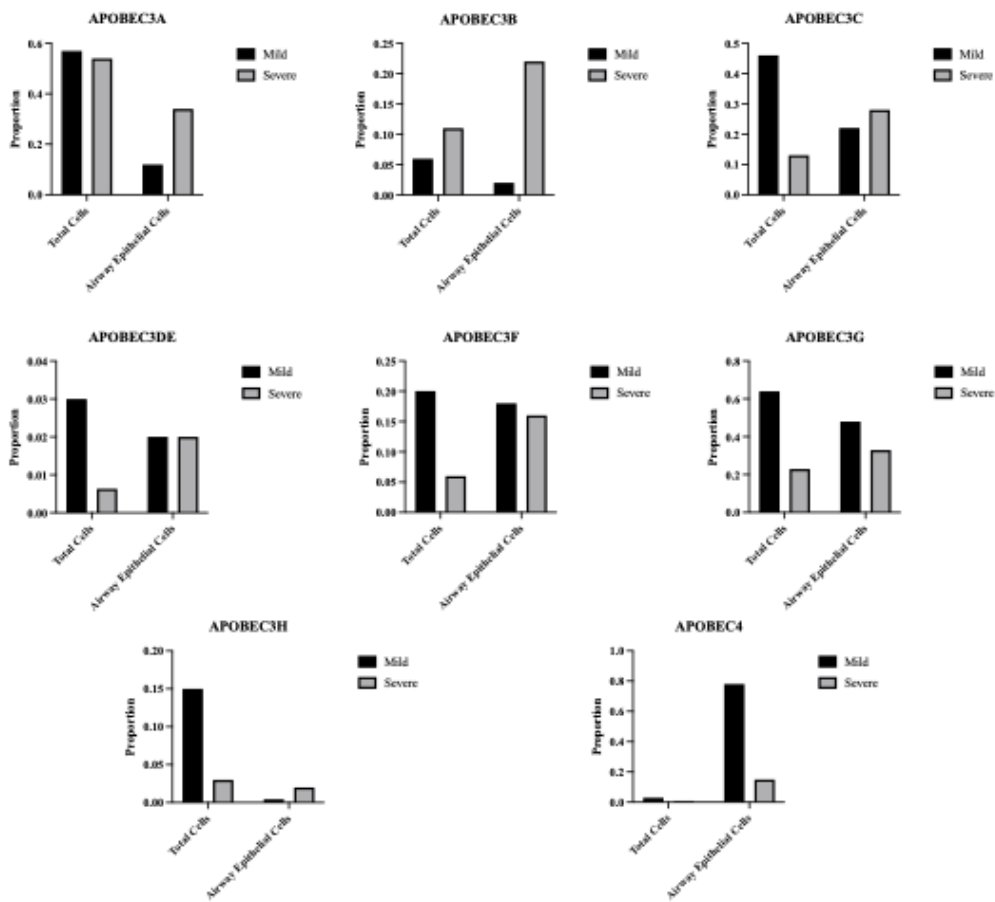 APOBEC3A
Proportion
0.6
0.4
0.2
0.0
Total Cells
Airway Epithelial Cells
Mild
Severe
APOBEC3B
Proportion
0.25
0.20
0.15
0.10
0.05
0.00
Total Cells
Airway Epithelial Cells
Mild
Severe
APOBEC3C
Proportion
0.5
0.4
0.3
0.2
0.1
0.0
Total Cells
Airway Epithelial Cells
Mild
Severe
APOBEC3DE
Proportion
0.04
0.03
0.02
0.01
0.00
Total Cells
Airway Epithelial Cells
Mild
Severe
APOBEC3F
Proportion
0.25
0.20
0.15
0.10
0.05
0.00
Total Cells
Airway Epithelial Cells
Mild
Severe
APOBEC3G
Proportion
0.8
0.6
0.4
0.2
0.0
Total Cells
Airway Epithelial Cells
Mild
Severe
APOBEC3H
Proportion
0.20
0.15
0.10
0.05
0.00
Total Cells
Airway Epithelial Cells
Mild
Severe
APOBEC4
Proportion
1.0
0.8
0.6
0.4
0.2
0.0
Total Cells
Airway Epithelial Cells
Mild
Severe